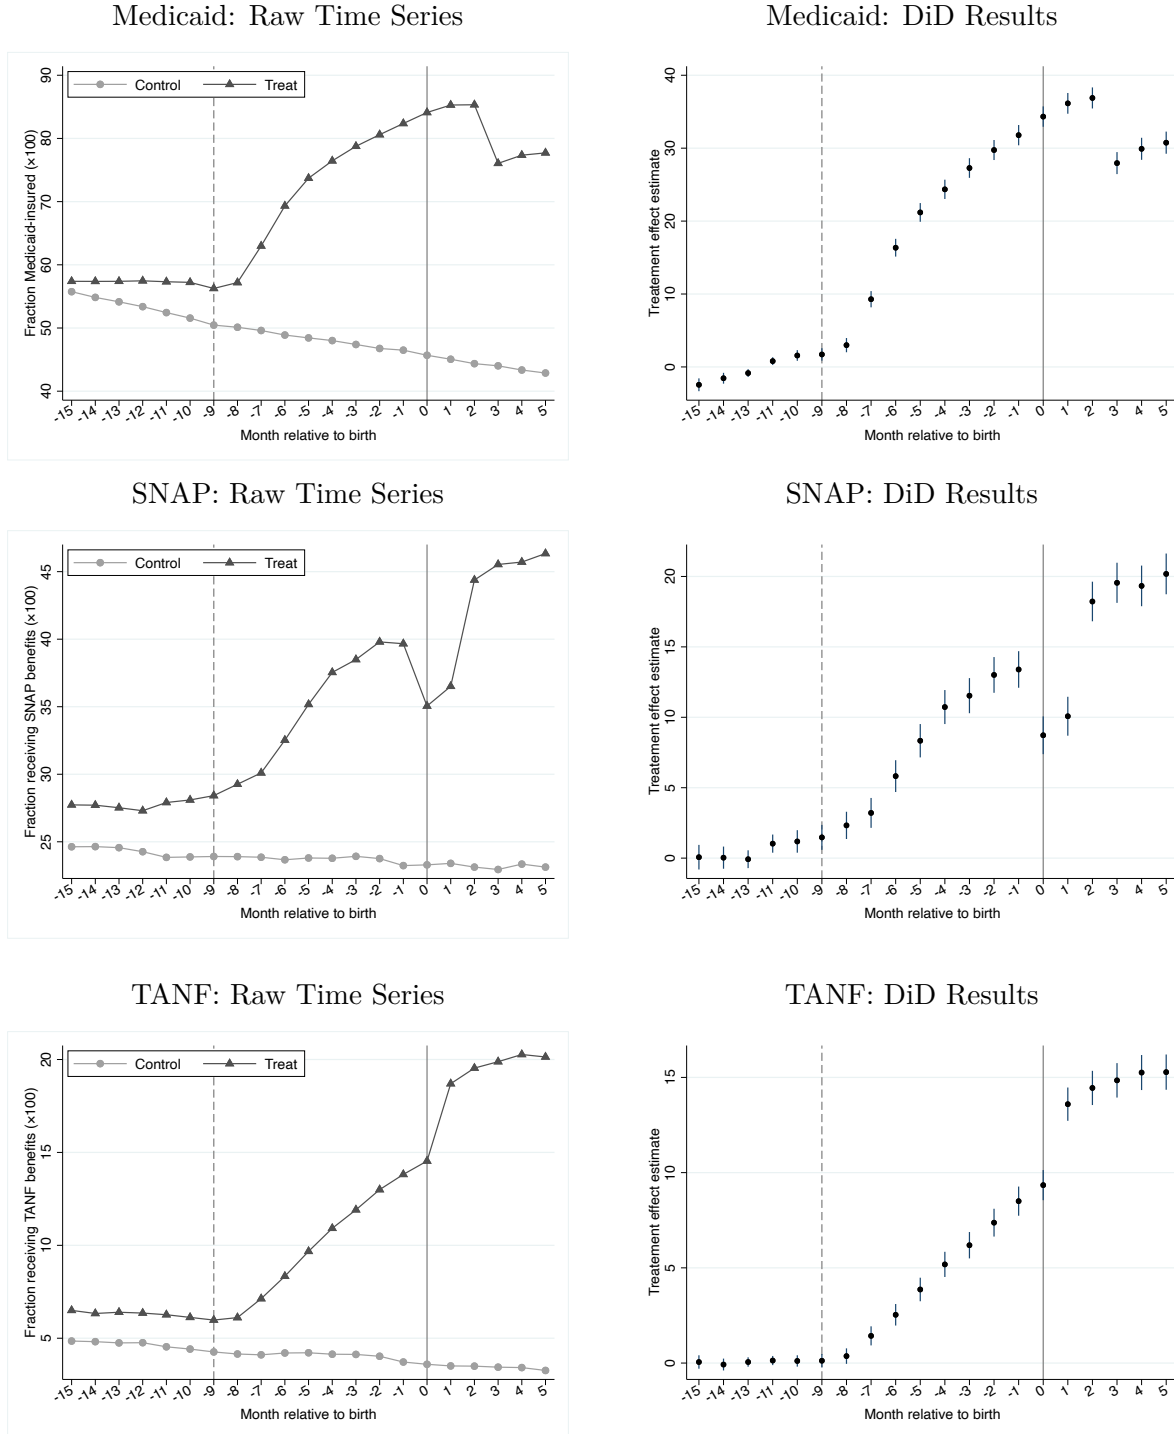 Medicaid: Raw Time Series
Medicaid: DiD Results
Fraction Medicaid-insured (×100)
90
80
70
60
50
40
Control
Treat
-15 -14 -13 -12 -11 -10 -9 -8 -7 -6 -5 -4 -3 -2 -1 0 1 2 3 4 5
Month relative to birth
Treatement effect estimate
40
30
20
10
0
-15 -14 -13 -12 -11 -10 -9 -8 -7 -6 -5 -4 -3 -2 -1 0 1 2 3 4 5
Month relative to birth
SNAP: Raw Time Series
SNAP: DiD Results
Fraction receiving SNAP benefits (×100)
45
40
35
30
25
Control
Treat
-15 -14 -13 -12 -11 -10 -9 -8 -7 -6 -5 -4 -3 -2 -1 0 1 2 3 4 5
Month relative to birth
Treatement effect estimate
20
15
10
5
0
-15 -14 -13 -12 -11 -10 -9 -8 -7 -6 -5 -4 -3 -2 -1 0 1 2 3 4 5
Month relative to birth
TANF: Raw Time Series
TANF: DiD Results
Fraction receiving TANF benefits (×100)
20
15
10
5
Control
Treat
-15 -14 -13 -12 -11 -10 -9 -8 -7 -6 -5 -4 -3 -2 -1 0 1 2 3 4 5
Month relative to birth
Treatement effect estimate
15
10
5
0
-15 -14 -13 -12 -11 -10 -9 -8 -7 -6 -5 -4 -3 -2 -1 0 1 2 3 4 5
Month relative to birth